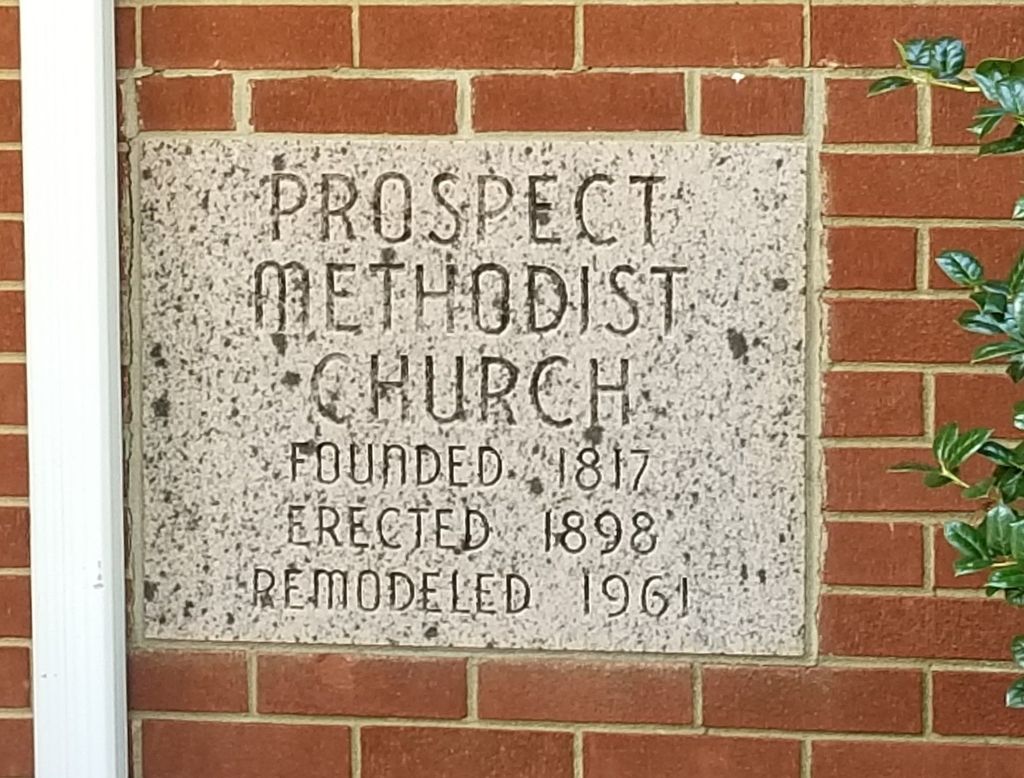 PROSPECT
METHODIST
CHURCH
FOUNDED 1817
ERECTED 1898
REMODELED 1961